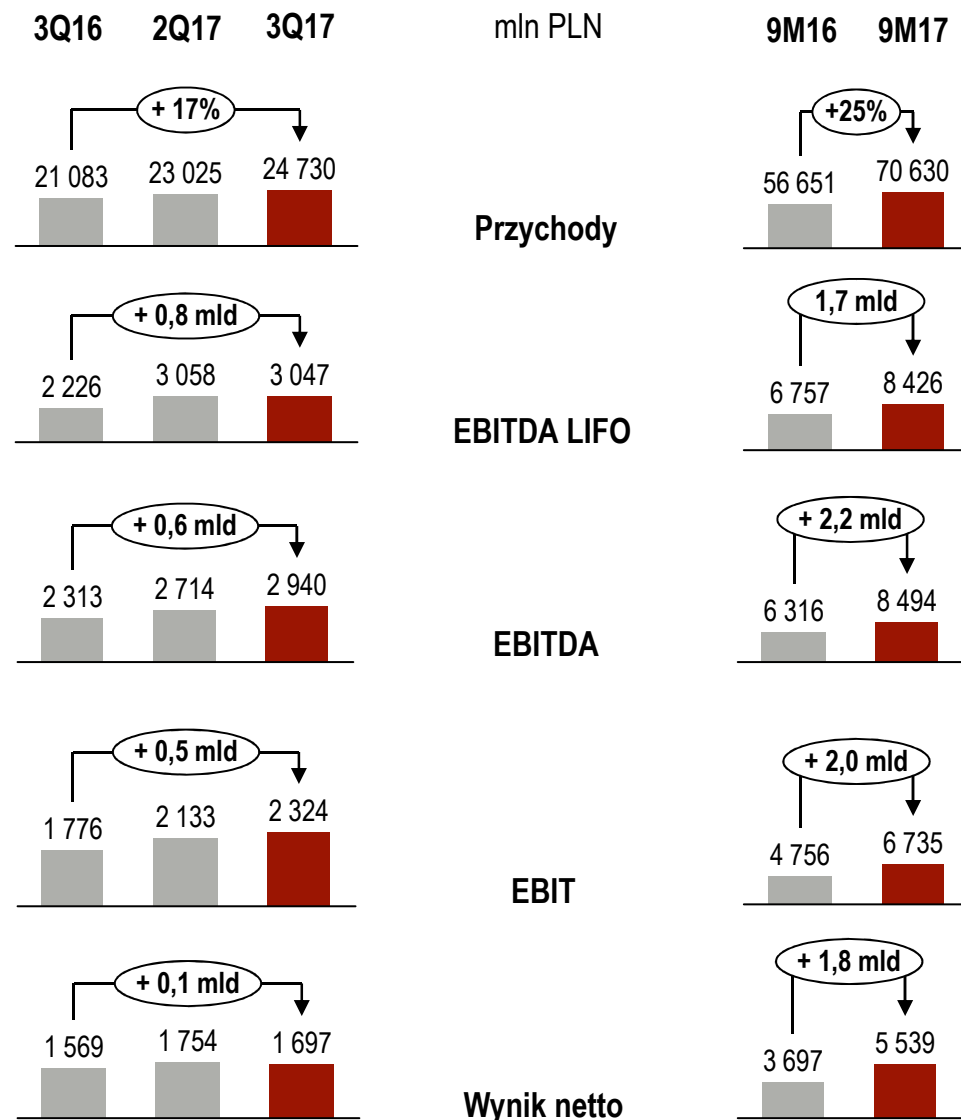 3Q16 2Q17 3Q17 mln PLN 9M16 9M17
+ 17% +25%
21 083 23 025 24 730 56 651 70 630
Przychody
+ 0,8 mld 1,7 mld
2 226 3 058 3 047 6 757 8 426
EBITDA LIFO
+ 0,6 mld + 2,2 mld
2 313 2 714 2 940 6 316 8 494
EBITDA
+ 0,5 mld + 2,0 mld
1 776 2 133 2 324 4 756 6 735
EBIT
+ 0,1 mld + 1,8 mld
1 569 1 754 1 697 3 697 5 539
Wynik netto